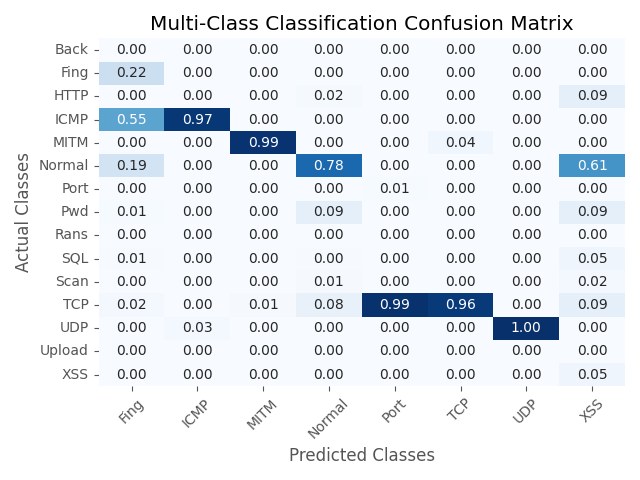 Multi-Class Classification Confusion Matrix
Actual Classes
Back 0.00 0.00 0.00 0.00 0.00 0.00 0.00 0.00
Fing 0.22 0.00 0.00 0.00 0.00 0.00 0.00 0.00
HTTP 0.00 0.00 0.00 0.02 0.00 0.00 0.00 0.09
ICMP 0.55 0.97 0.00 0.00 0.00 0.00 0.00 0.00
MITM 0.00 0.00 0.99 0.00 0.00 0.04 0.00 0.00
Normal 0.19 0.00 0.00 0.78 0.00 0.00 0.00 0.61
Port 0.00 0.00 0.00 0.00 0.01 0.00 0.00 0.00
Pwd 0.01 0.00 0.00 0.09 0.00 0.00 0.00 0.09
Rans 0.00 0.00 0.00 0.00 0.00 0.00 0.00 0.00
SQL 0.01 0.00 0.00 0.00 0.00 0.00 0.00 0.05
Scan 0.00 0.00 0.00 0.01 0.00 0.00 0.00 0.02
TCP 0.02 0.00 0.01 0.08 0.99 0.96 0.00 0.09
UDP 0.00 0.03 0.00 0.00 0.00 0.00 1.00 0.00
Upload 0.00 0.00 0.00 0.00 0.00 0.00 0.00 0.00
XSS 0.00 0.00 0.00 0.00 0.00 0.00 0.00 0.05
Fing ICMP MITM Normal Port TCP UDP XSS
Predicted Classes